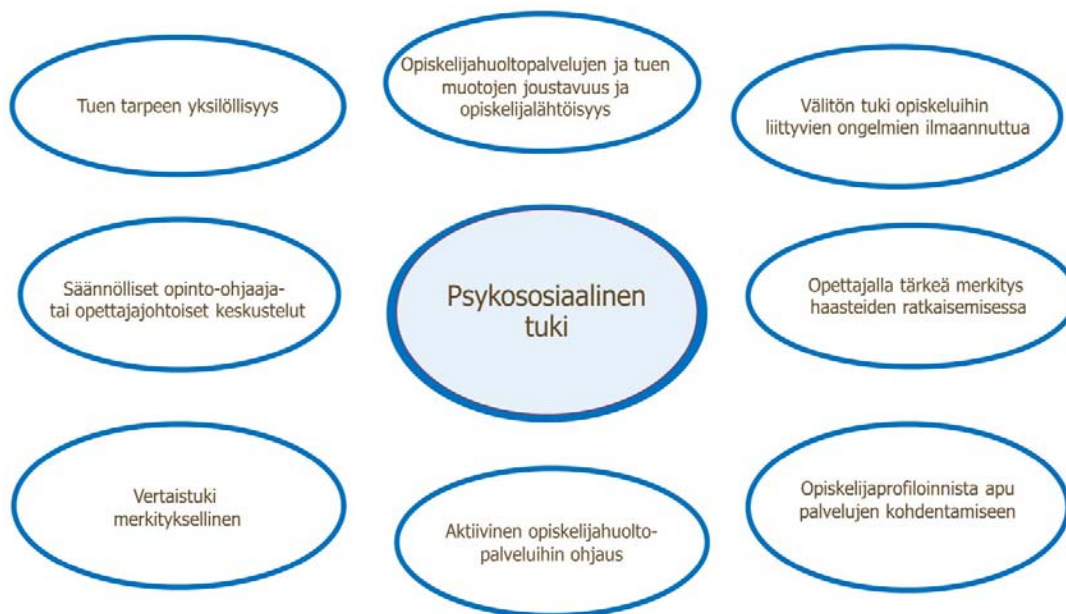 Tuen tarpeen yksilöllisyys
Opiskelijahuoltopalvelujen ja tuen
muotojen joustavuus ja
opiskelijalähtöisyys
Välitön tuki opiskeluihin
liittyvien ongelmien ilmaannuttua
Säännölliset opinto-ohjaaja-
tai opettajajohtoiset keskustelut
Psykososiaalinen
tuki
Opettajalla tärkeä merkitys
haasteiden ratkaisemisessa
Vertaistuki
merkityksellinen
Aktiivinen opiskelijahuolto-
palveluihin ohjaus
Opiskelijaprofiloinnista apu
palvelujen kohdentamiseen